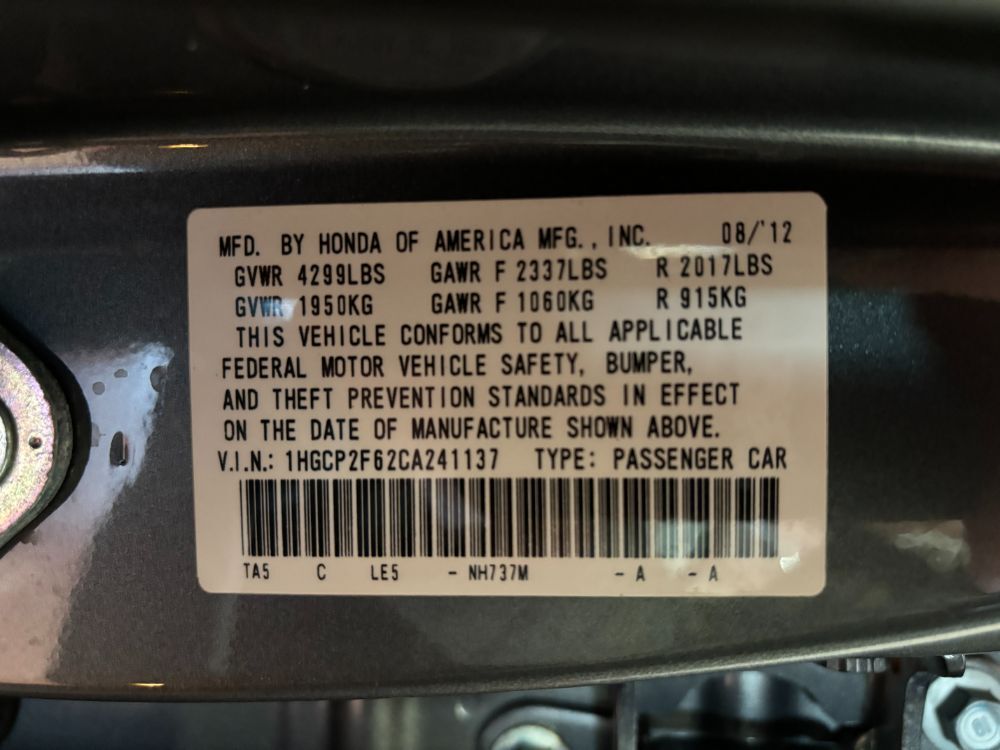 MFD. BY HONDA OF AMERICA MFG., INC. 08/'12
GVWR 4299LBS GAWR F 2337LBS R 2017LBS
GVWR 1950KG GAWR F 1060KG R 915KG
THIS VEHICLE CONFORMS TO ALL APPLICABLE
FEDERAL MOTOR VEHICLE SAFETY, BUMPER,
AND THEFT PREVENTION STANDARDS IN EFFECT
ON THE DATE OF MANUFACTURE SHOWN ABOVE.
V.I.N.: 1HGCP2F62CA241137 TYPE: PASSENGER CAR
TA5 C LE5 - NH737M - A - A